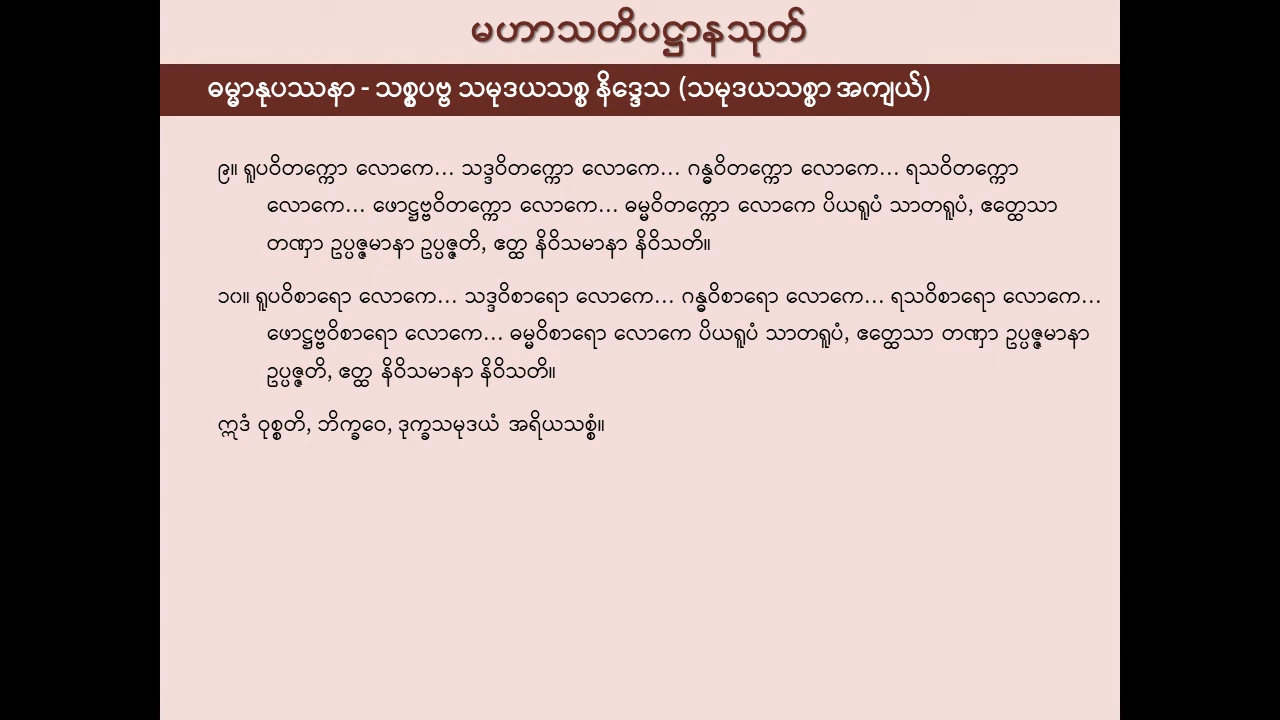 မဟာသတိပဋ္ဌာနသုတ်
ဓမ္မာနုပဿနာ - သစ္စပဗ္ဗ သမုဒယသစ္စ နိဒ္ဒေသ (သမုဒယသစ္စာ အကျယ်)
၉။ ရူပဝိတက္ကော လောကေ… သဒ္ဒဝိတက္ကော လောကေ… ဂန္ဓဝိတက္ကော လောကေ… ရသဝိတက္ကော
လောကေ… ဖောဋ္ဌဗ္ဗဝိတက္ကော လောကေ… ဓမ္မဝိတက္ကော လောကေ ပိယရူပံ သာတရူပံ, ဧတ္ထေသာ
တဏှာ ဥပ္ပဇ္ဇမာနာ ဥပ္ပဇ္ဇတိ, ဧတ္ထ နိဝိသမာနာ နိဝိသတိ။
၁၀။ ရူပဝိစာရော လောကေ… သဒ္ဒဝိစာရော လောကေ… ဂန္ဓဝိစာရော လောကေ… ရသဝိစာရော လောကေ…
ဖောဋ္ဌဗ္ဗဝိစာရော လောကေ… ဓမ္မဝိစာရော လောကေ ပိယရူပံ သာတရူပံ, ဧတ္ထေသာ တဏှာ ဥပ္ပဇ္ဇမာနာ
ဥပ္ပဇ္ဇတိ, ဧတ္ထ နိဝိသမာနာ နိဝိသတိ။
ဣဒံ ဝုစ္စတိ, ဘိက္ခဝေ, ဒုက္ခသမုဒယံ အရိယသစ္စံ။